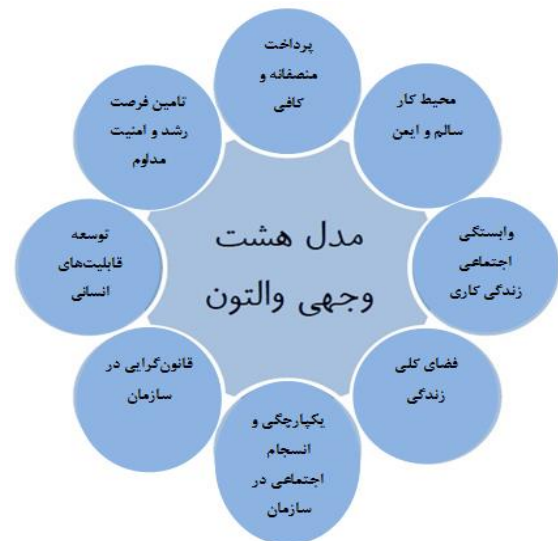 پرداخت
منصفانه و
کافی
محیط کار
سالم و ایمن
وابستگی
اجتماعی
زندگی کاری
فضای کلی
زندگی
یکپارچگی و
انسجام
اجتماعی در
سازمان
قانون‌گرایی در
سازمان
توسعه
قابلیت‌های
انسانی
تامین فرصت
رشد و امنیت
مداوم
مدل هشت
وجهی والتون